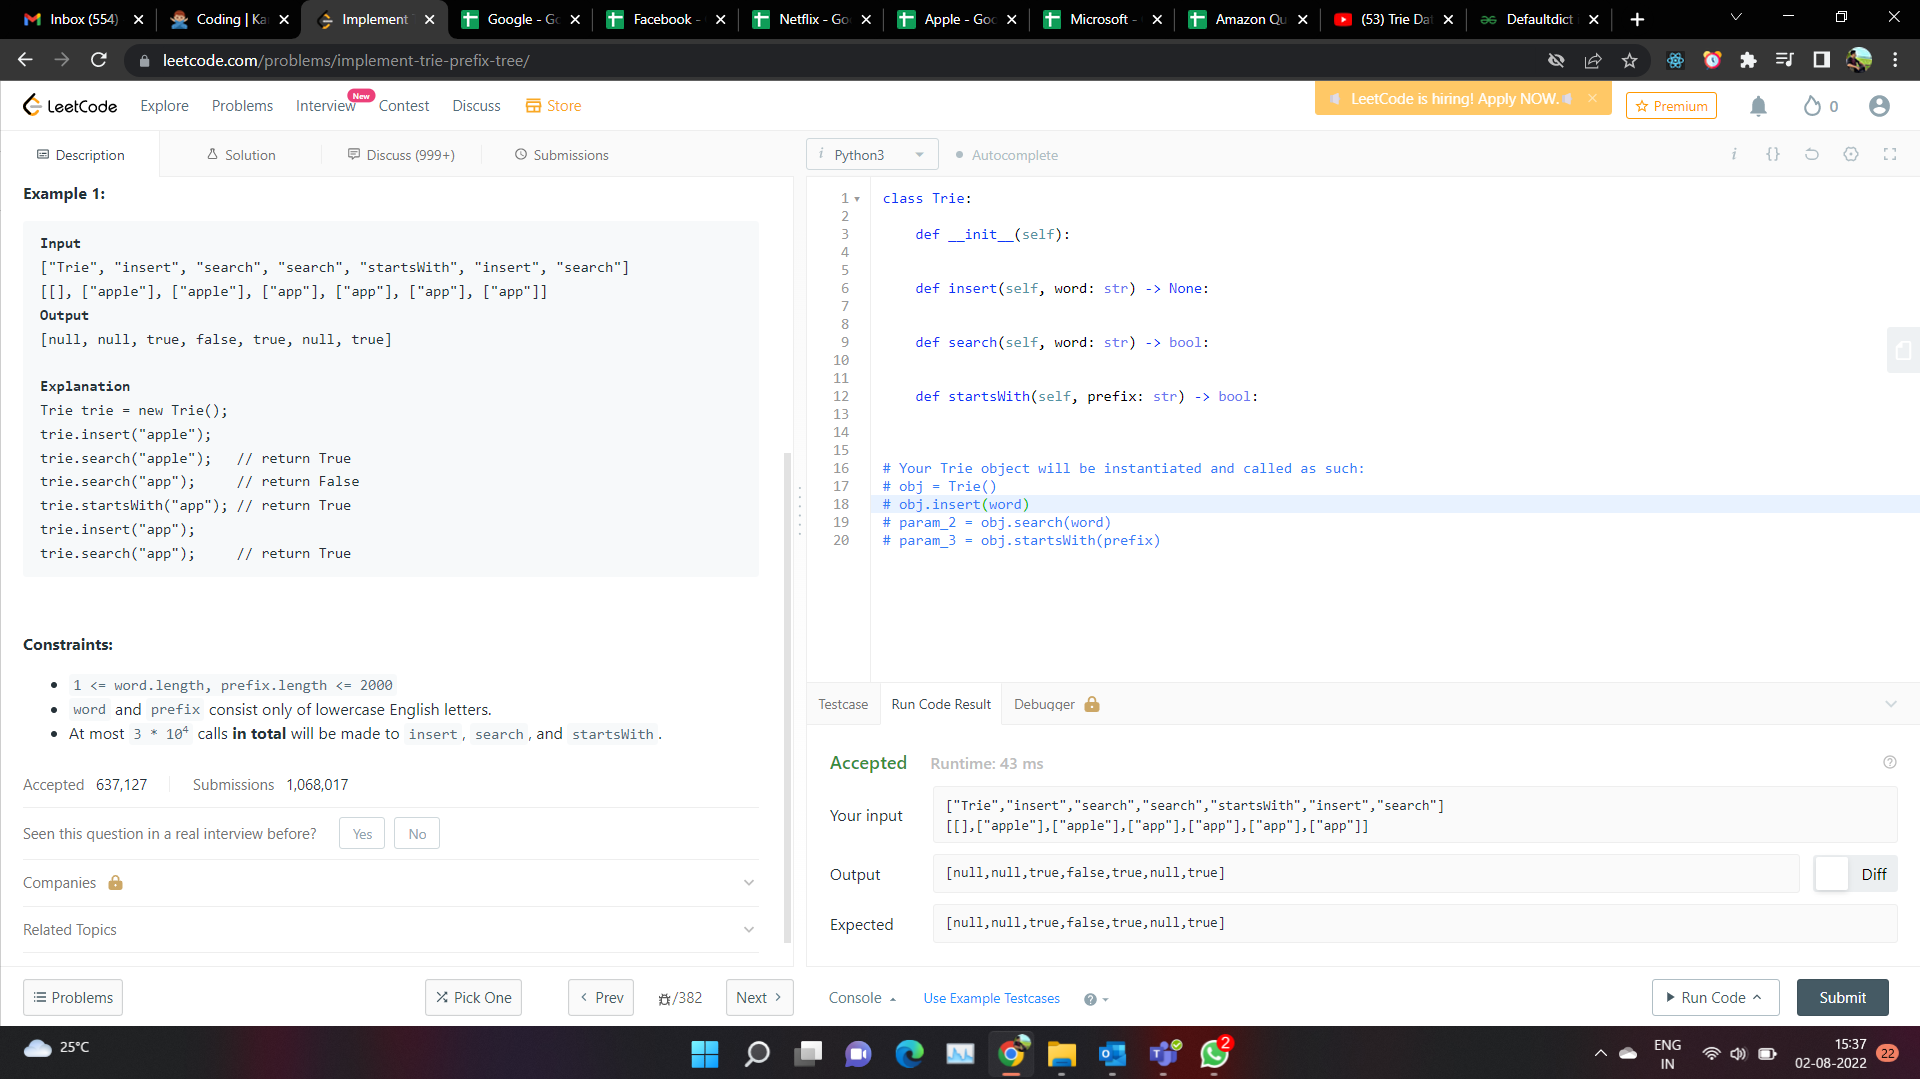 Inbox (554)
Coding | Ka
Implement T
Google - Go
Facebook -
Netflix - Go
Apple - Goo
Microsoft -
Amazon Qu
(53) Trie Dat
Defaultdict
leetcode.com/problems/implement-trie-prefix-tree/
LeetCode
Explore
Problems
Interview
New
Contest
Discuss
Store
LeetCode is hiring! Apply NOW.
Premium
0
Description
Solution
Discuss (999+)
Submissions
i Python3
Autocomplete
Example 1:
Input
["Trie", "insert", "search", "search", "startsWith", "insert", "search"]
[[], ["apple"], ["apple"], ["app"], ["app"], ["app"], ["app"]]
Output
[null, null, true, false, true, null, true]
Explanation
Trie trie = new Trie();
trie.insert("apple");
trie.search("apple");   // return True
trie.search("app");     // return False
trie.startsWith("app"); // return True
trie.insert("app");
trie.search("app");     // return True
Constraints:
1 <= word.length, prefix.length <= 2000
word and prefix consist only of lowercase English letters.
At most 3 * 10⁴ calls in total will be made to insert, search, and startsWith.
Accepted 637,127 Submissions 1,068,017
Seen this question in a real interview before? Yes No
Companies
Related Topics
Problems
Pick One
Prev
/382
Next
1 class Trie:
2
3     def __init__(self):
4
5
6     def insert(self, word: str) -> None:
7
8
9     def search(self, word: str) -> bool:
10
11
12     def startsWith(self, prefix: str) -> bool:
13
14
15
16 # Your Trie object will be instantiated and called as such:
17 # obj = Trie()
18 # obj.insert(word)
19 # param_2 = obj.search(word)
20 # param_3 = obj.startsWith(prefix)
Testcase
Run Code Result
Debugger
Accepted Runtime: 43 ms
Your input
["Trie","insert","search","search","startsWith","insert","search"]
[[],["apple"],["apple"],["app"],["app"],["app"],["app"]]
Output
[null,null,true,false,true,null,true]
Diff
Expected
[null,null,true,false,true,null,true]
Console
Use Example Testcases
Run Code
Submit
25°C
2
ENG
IN
15:37
02-08-2022
22